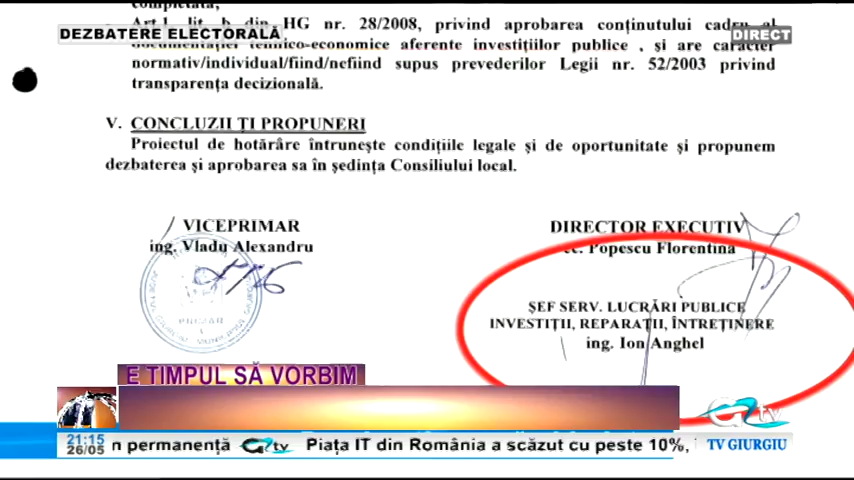 completată,
Art.1 lit. b din HG nr. 28/2008, privind aprobarea conținutului cadru al
DEZBATERE ELECTORALĂ
DIRECT
documentației tehnico-economice aferente investițiilor publice , și are caracter
normativ/individual/fiind/nefiind supus prevederilor Legii nr. 52/2003 privind
transparența decizională.
V. CONCLUZII ȚI PROPUNERI
Proiectul de hotărâre întrunește condițiile legale și de oportunitate și propunem
dezbaterea și aprobarea sa în ședința Consiliului local.
VICEPRIMAR
ing. Vladu Alexandru
DIRECTOR EXECUTIV
ec. Popescu Florentina
ȘEF SERV. LUCRĂRI PUBLICE
INVESTIȚII, REPARAȚII, ÎNTREȚINERE
ing. Ion Anghel
PRIMAR
E TIMPUL SĂ VORBIM
tv
21:15
26/05
n permanență tv Piața IT din România a scăzut cu peste 10%,
TV GIURGIU